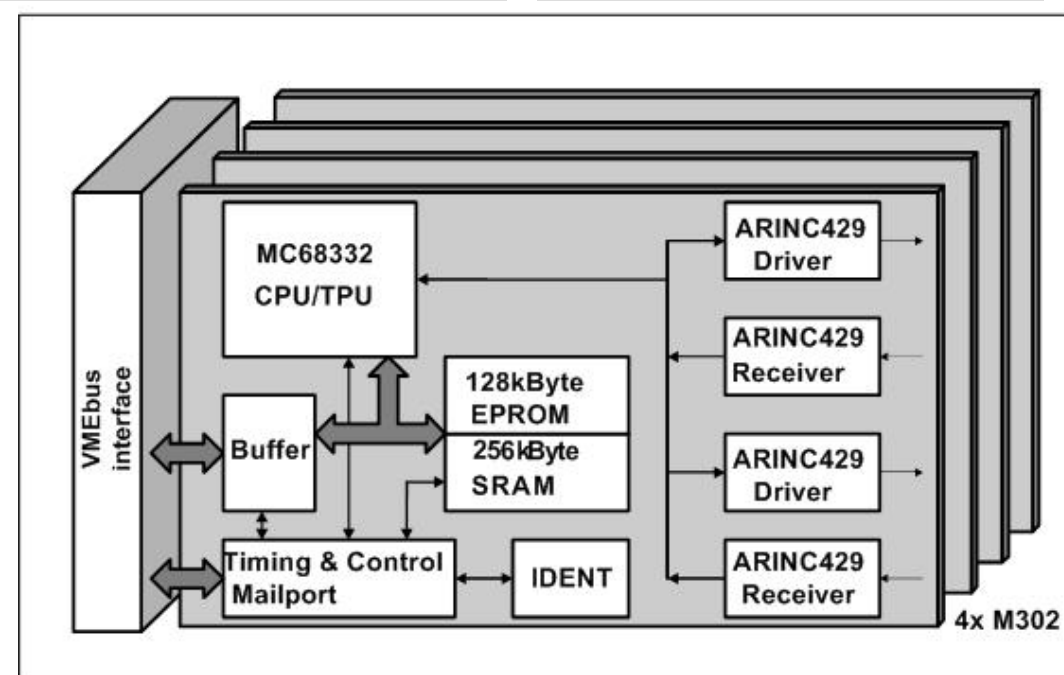 MC68332
CPU/TPU
ARINC429
Driver
ARINC429
Receiver
128kByte
EPROM
256kByte
SRAM
VMEbus
interface
Buffer
ARINC429
Driver
Timing & Control
Mailport
IDENT
ARINC429
Receiver
4x M302